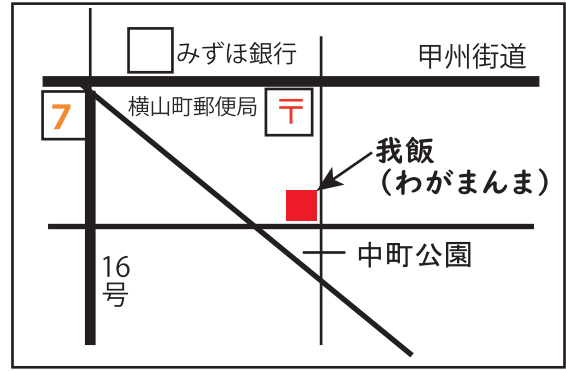 みずほ銀行
甲州街道
7
横山町郵便局
〒
我飯
(わがまんま)
中町公園
16
号